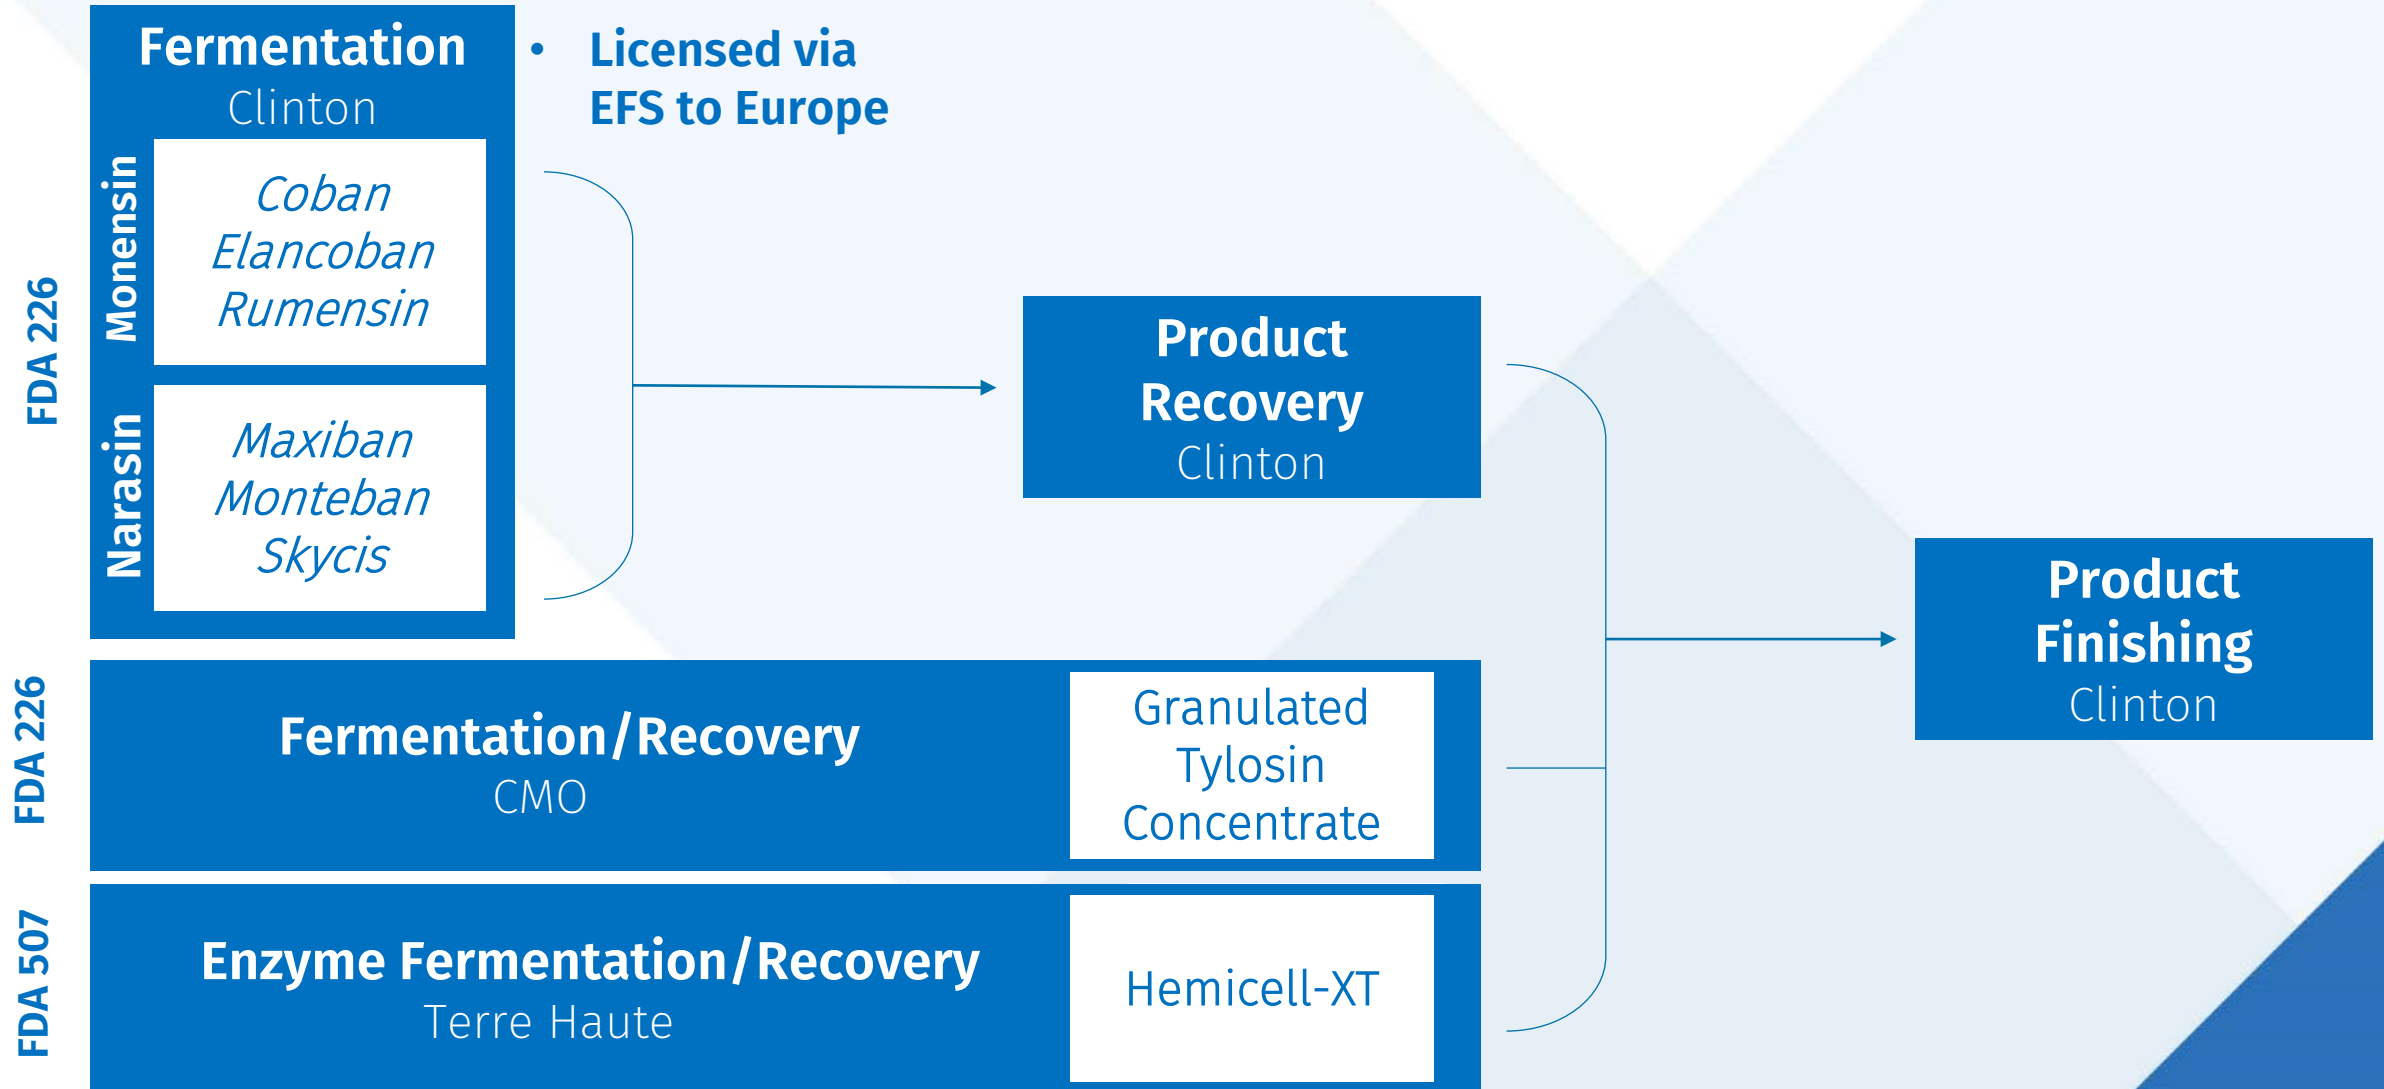 Fermentation
Clinton
• Licensed via
EFS to Europe
FDA 226
Monensin
Coban
Elancoban
Rumensin
Narasin
Maxiban
Monteban
Skycis
Product
Recovery
Clinton
Product
Finishing
Clinton
FDA 226
Fermentation/Recovery
CMO
Granulated
Tylosin
Concentrate
FDA 507
Enzyme Fermentation/Recovery
Terre Haute
Hemicell-XT